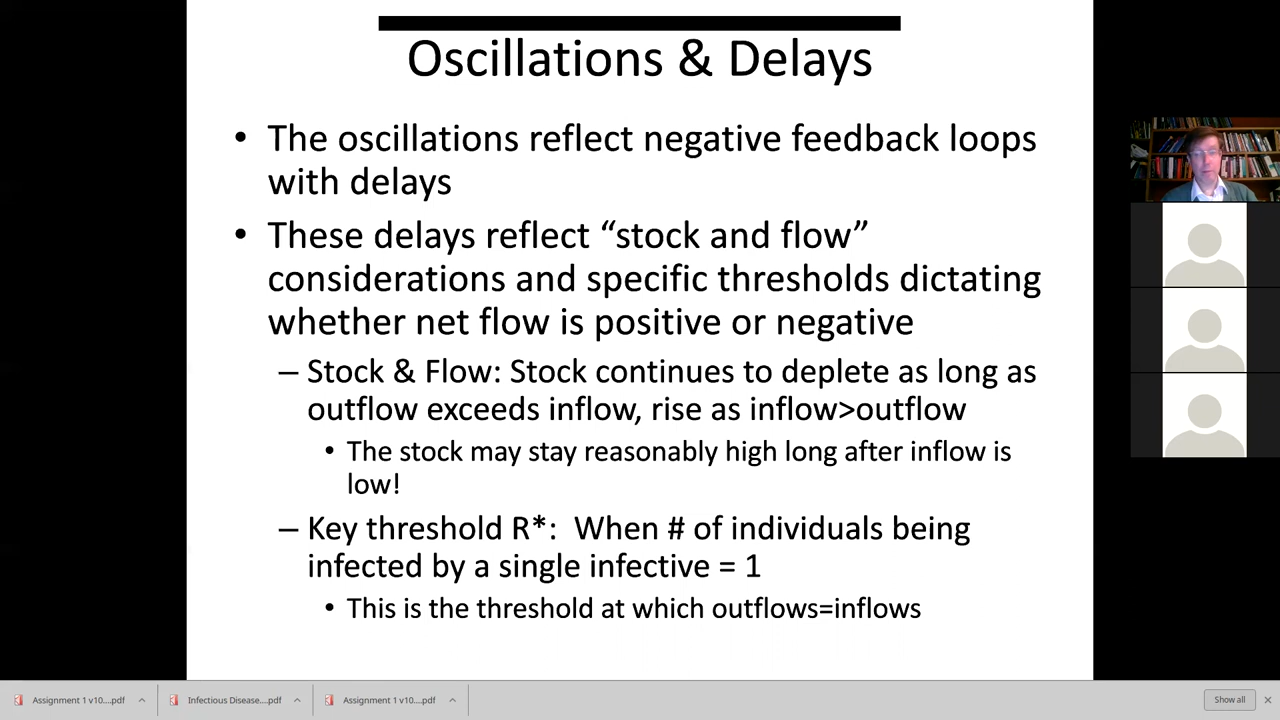 Oscillations & Delays
• The oscillations reflect negative feedback loops
with delays
• These delays reflect “stock and flow”
considerations and specific thresholds dictating
whether net flow is positive or negative
– Stock & Flow: Stock continues to deplete as long as
outflow exceeds inflow, rise as inflow>outflow
• The stock may stay reasonably high long after inflow is
low!
– Key threshold R*:  When # of individuals being
infected by a single infective = 1
• This is the threshold at which outflows=inflows
Assignment 1 v10....pdf
Infectious Disease....pdf
Assignment 1 v10....pdf
Show all